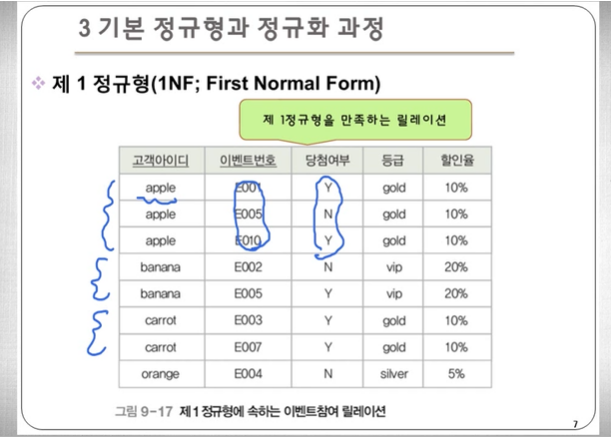 3 기본 정규형과 정규화 과정
제 1 정규형(1NF; First Normal Form)
제 1정규형을 만족하는 릴레이션
고객아이디 이벤트번호 당첨여부 등급 할인율
apple E001 Y gold 10%
apple E005 N gold 10%
apple E010 Y gold 10%
banana E002 N vip 20%
banana E005 Y vip 20%
carrot E003 Y gold 10%
carrot E007 Y gold 10%
orange E004 N silver 5%
그림 9-17 제1정규형에 속하는 이벤트참여 릴레이션
7